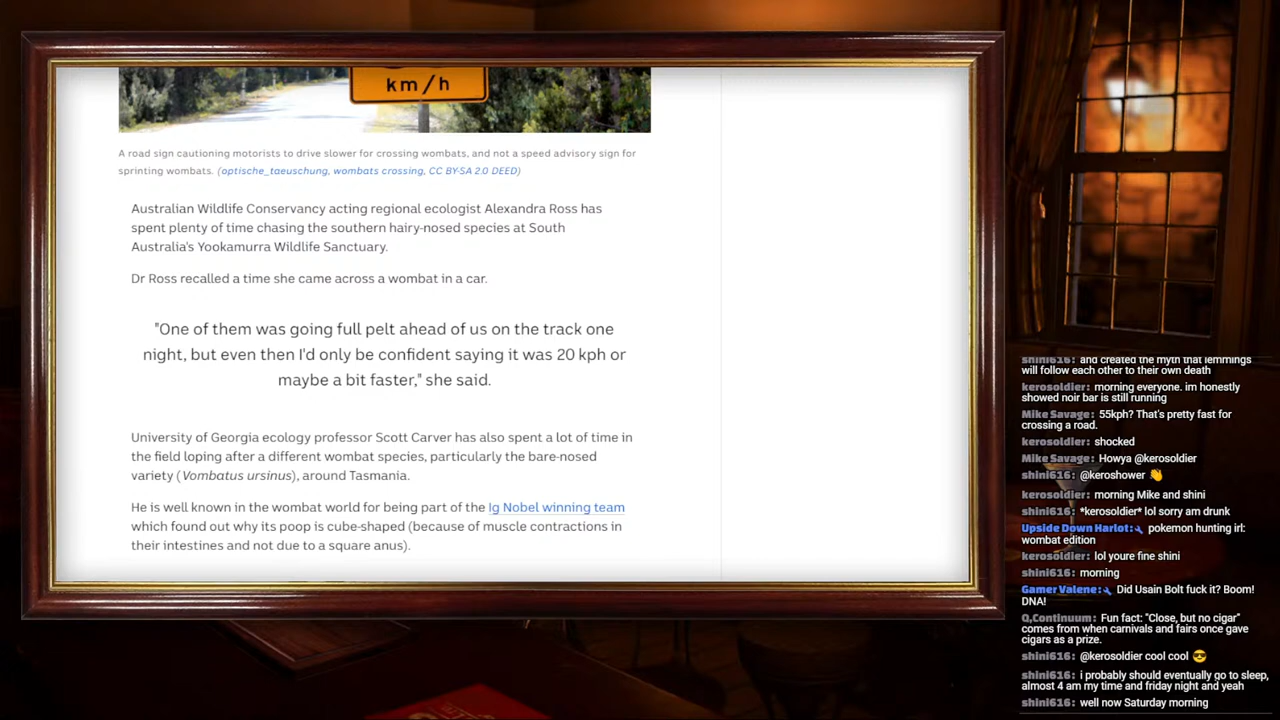 km/h
A road sign cautioning motorists to drive slower for crossing wombats, and not a speed advisory sign for
sprinting wombats. (optische_taeuschung, wombats crossing, CC BY-SA 2.0 DEED)
Australian Wildlife Conservancy acting regional ecologist Alexandra Ross has
spent plenty of time chasing the southern hairy-nosed species at South
Australia's Yookamurra Wildlife Sanctuary.
Dr Ross recalled a time she came across a wombat in a car.
"One of them was going full pelt ahead of us on the track one
night, but even then I'd only be confident saying it was 20 kph or
maybe a bit faster," she said.
University of Georgia ecology professor Scott Carver has also spent a lot of time in
the field loping after a different wombat species, particularly the bare-nosed
variety (Vombatus ursinus), around Tasmania.
He is well known in the wombat world for being part of the Ig Nobel winning team
which found out why its poop is cube-shaped (because of muscle contractions in
their intestines and not due to a square anus).
shini616: and created the myth that lemmings
will follow each other to their own death
kerosoldier: morning everyone. im honestly
showed noir bar is still running
Mike Savage: 55kph? That's pretty fast for
crossing a road.
kerosoldier: shocked
Mike Savage: Howya @kerosoldier
shini616: @keroshower 👋
kerosoldier: morning Mike and shini
shini616: *kerosoldier* lol sorry am drunk
Upside Down Harlot: pokemon hunting irl:
wombat edition
kerosoldier: lol youre fine shini
shini616: morning
Gamer Valene: Did Usain Bolt fuck it? Boom!
DNA!
Q,Continuum: Fun fact: "Close, but no cigar"
comes from when carnivals and fairs once gave
cigars as a prize.
shini616: @kerosoldier cool cool 😎
shini616: i probably should eventually go to sleep,
almost 4 am my time and friday night and yeah
shini616: well now Saturday morning